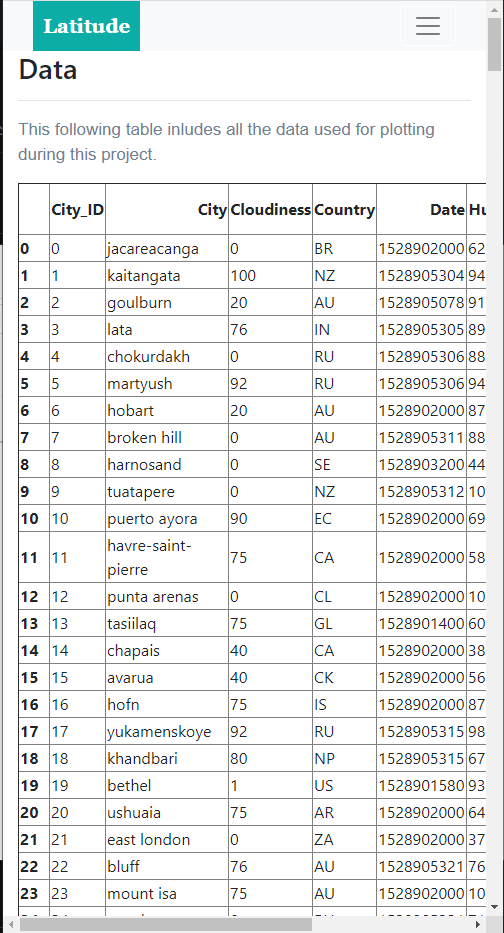 Latitude
Data
This following table inludes all the data used for plotting
during this project.
City_ID City Cloudiness Country Date Hu
0 0 jacareacanga 0 BR 1528902000 62
1 1 kaitangata 100 NZ 1528905304 94
2 2 goulburn 20 AU 1528905078 91
3 3 lata 76 IN 1528905305 89
4 4 chokurdakh 0 RU 1528905306 88
5 5 martyush 92 RU 1528905306 94
6 6 hobart 20 AU 1528902000 87
7 7 broken hill 0 AU 1528905311 88
8 8 harnosand 0 SE 1528903200 44
9 9 tuatapere 0 NZ 1528905312 10
10 10 puerto ayora 90 EC 1528902000 69
11 11 havre-saint-
pierre 75 CA 1528902000 58
12 12 punta arenas 0 CL 1528902000 10
13 13 tasiilaq 75 GL 1528901400 60
14 14 chapais 40 CA 1528902000 38
15 15 avarua 40 CK 1528902000 56
16 16 hofn 75 IS 1528902000 87
17 17 yukamenskoye 92 RU 1528905315 98
18 18 khandbari 80 NP 1528905315 67
19 19 bethel 1 US 1528901580 93
20 20 ushuaia 75 AR 1528902000 64
21 21 east london 0 ZA 1528902000 37
22 22 bluff 76 AU 1528905321 76
23 23 mount isa 75 AU 1528902000 10